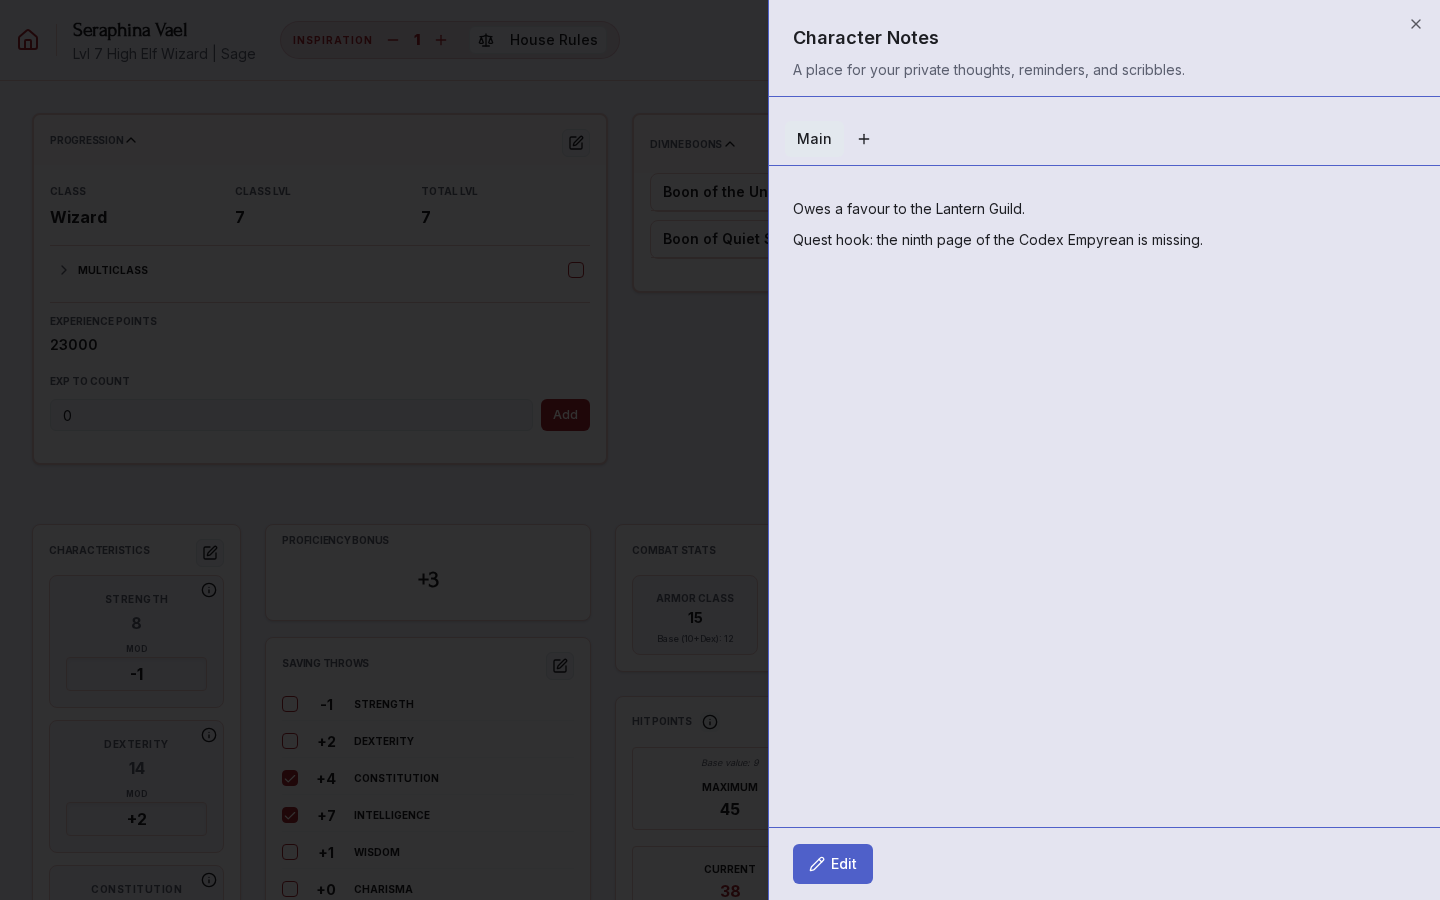 Seraphina Vael
Lvl 7 High Elf Wizard | Sage
INSPIRATION
1
House Rules
PROGRESSION
CLASS
CLASS LVL
TOTAL LVL
Wizard
7
7
MULTICLASS
EXPERIENCE POINTS
23000
EXP TO COUNT
0
Add
DIVINE BOONS
Boon of the Un
Boon of Quiet S
CHARACTERISTICS
STRENGTH
8
MOD
-1
DEXTERITY
14
MOD
+2
CONSTITUTION
PROFICIENCY BONUS
+3
SAVING THROWS
-1 STRENGTH
+2 DEXTERITY
+4 CONSTITUTION
+7 INTELLIGENCE
+1 WISDOM
+0 CHARISMA
COMBAT STATS
ARMOR CLASS
15
Base (10+Dex): 12
HIT POINTS
Base value: 9
MAXIMUM
45
CURRENT
38
Character Notes
A place for your private thoughts, reminders, and scribbles.
Main
Owes a favour to the Lantern Guild.
Quest hook: the ninth page of the Codex Empyrean is missing.
Edit